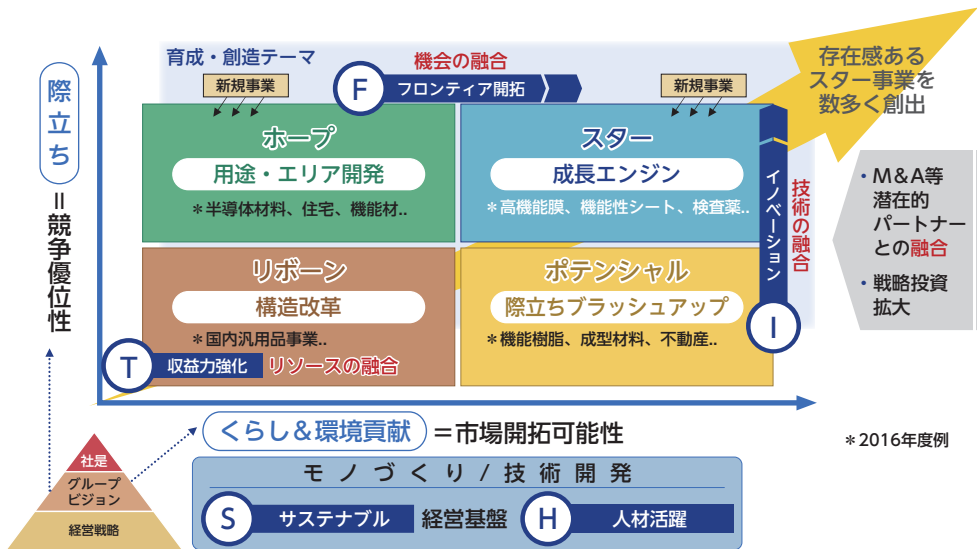 育成・創造テーマ
機会の融合
新規事業
F
フロンティア開拓
新規事業
存在感ある
スター事業を
数多く創出
際立ち
=競争優位性
ホープ
用途・エリア開発
＊半導体材料、住宅、機能材..
スター
成長エンジン
＊高機能膜、機能性シート、検査薬..
イノベーション
技術の融合
I
・M&A等
潜在的
パートナー
との融合
・戦略投資
拡大
リボーン
構造改革
＊国内汎用品事業..
T
収益力強化
リソースの融合
ポテンシャル
際立ちブラッシュアップ
＊機能樹脂、成型材料、不動産..
くらし&環境貢献
=市場開拓可能性
＊2016年度例
社是
グループ
ビジョン
経営戦略
モノづくり/技術開発
S
サステナブル
経営基盤
H
人材活躍